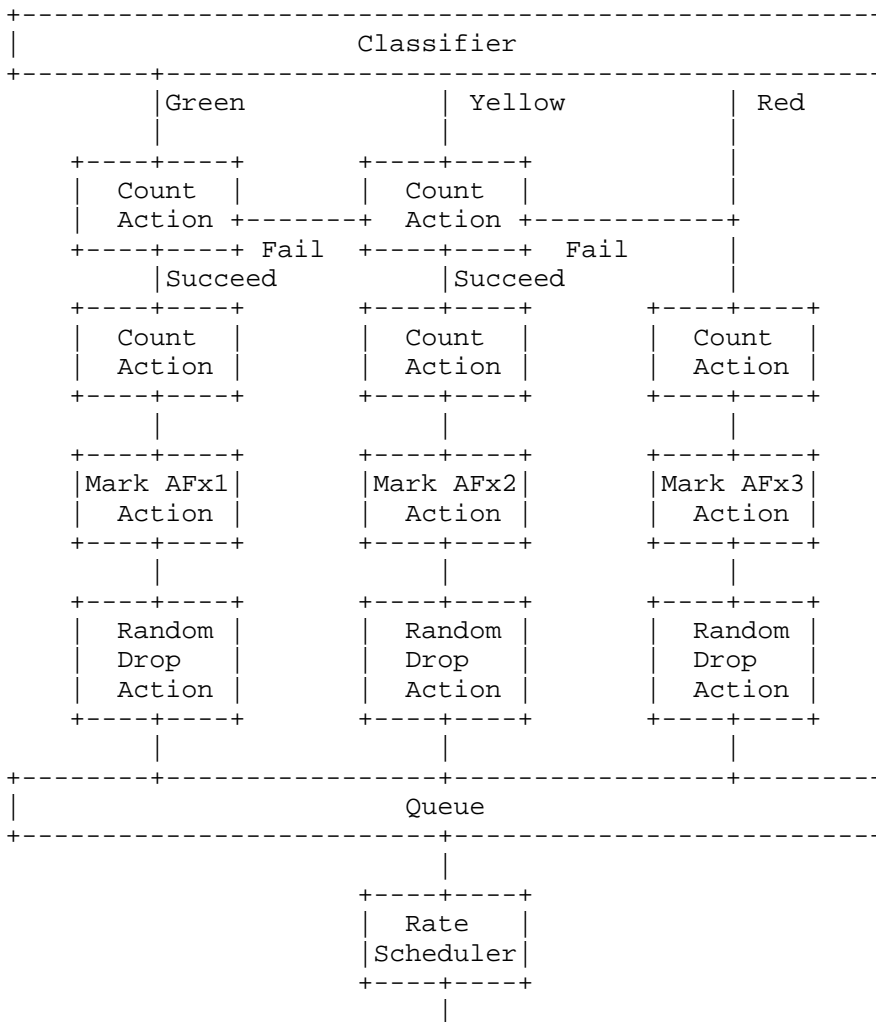 Classifier
Green Yellow Red
Count Count
Action Action
Fail Fail
Succeed Succeed
Count Count Count
Action Action Action
Mark AFx1 Mark AFx2 Mark AFx3
Action Action Action
Random Random Random
Drop Drop Drop
Action Action Action
Queue
Rate
Scheduler